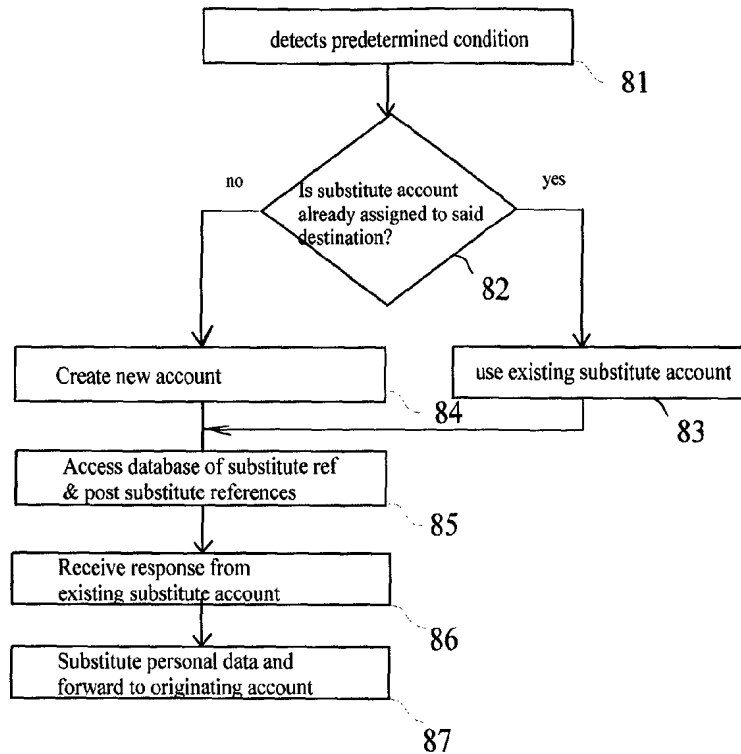 detects predetermined condition
81
no
yes
Is substitute account
already assigned to said
destination?
82
Create new account
84
use existing substitute account
83
Access database of substitute ref
& post substitute references
85
Receive response from
existing substitute account
86
Substitute personal data and
forward to originating account
87